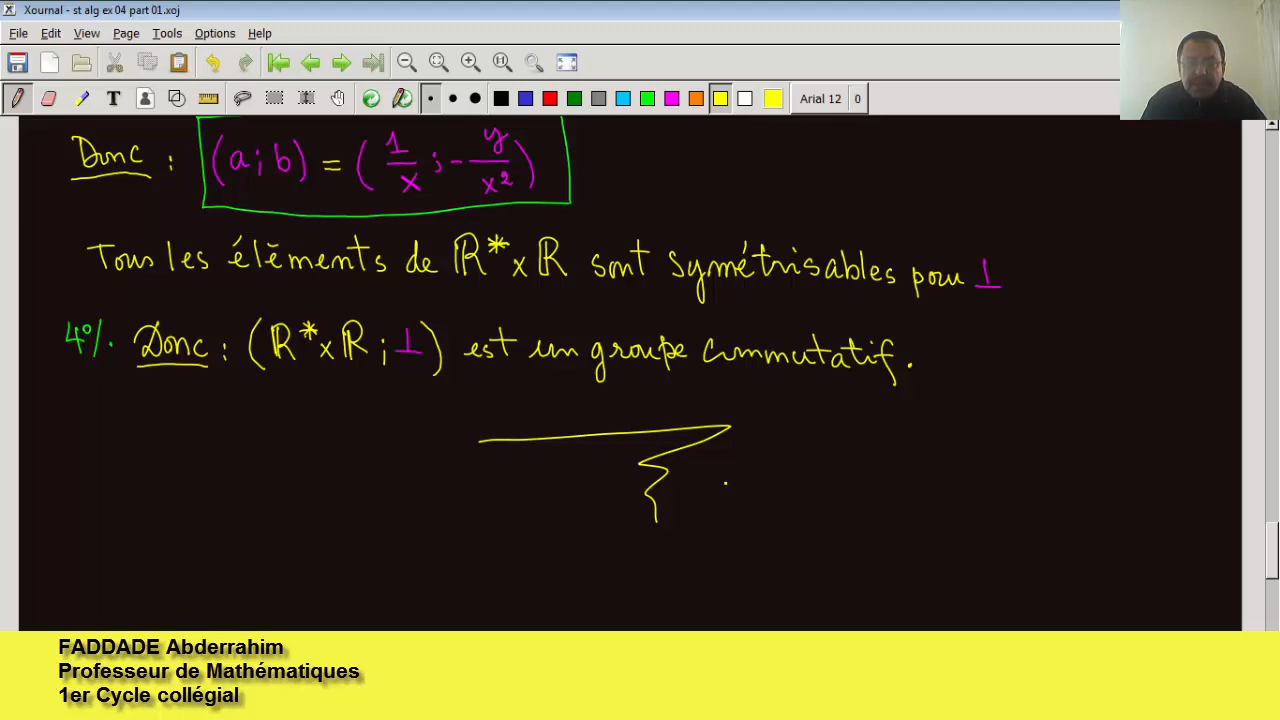 Xournal - st alg ex 04 part 01.xoj
File Edit View Page Tools Options Help
Arial 12 0
Donc : (a ; b) = (1/x ; - y/x²)
Tous les éléments de ℝ* x ℝ sont symétrisables pour ⊥
4°/. Donc : (ℝ* x ℝ ; ⊥) est un groupe commutatif.
FADDADE Abderrahim
Professeur de Mathématiques
1er Cycle collégial